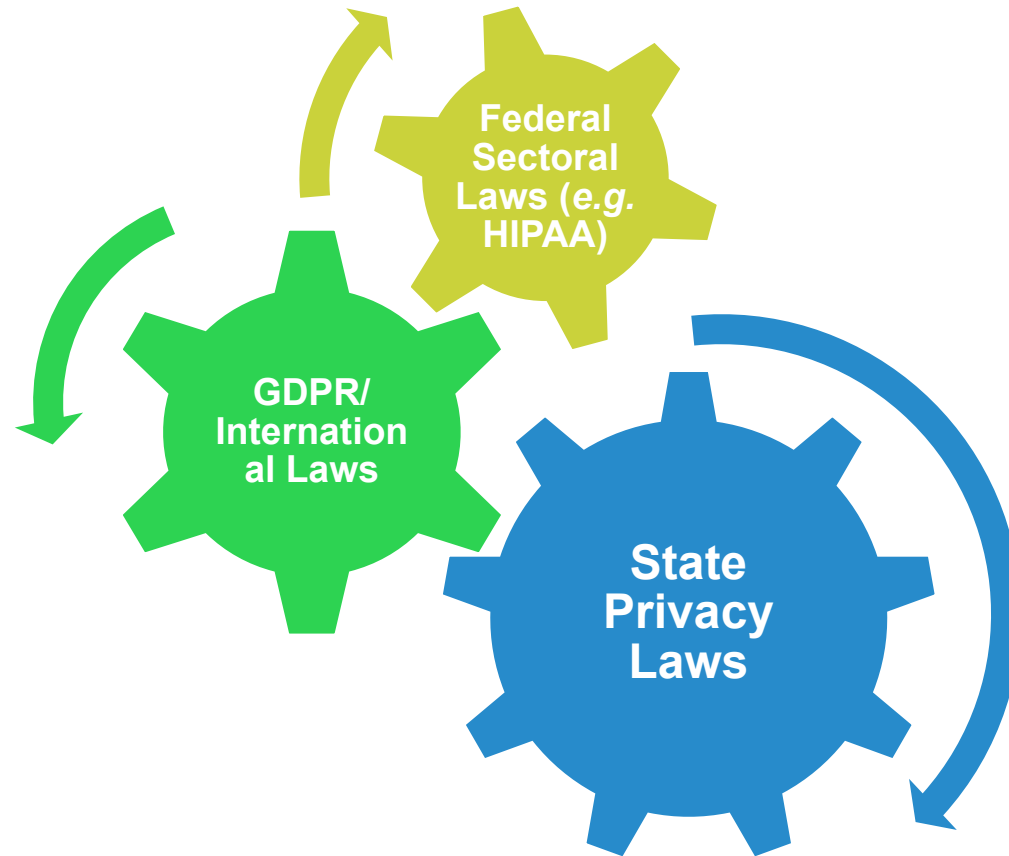 Federal
Sectoral
Laws (e.g.
HIPAA)
GDPR/
Internation
al Laws
State
Privacy
Laws